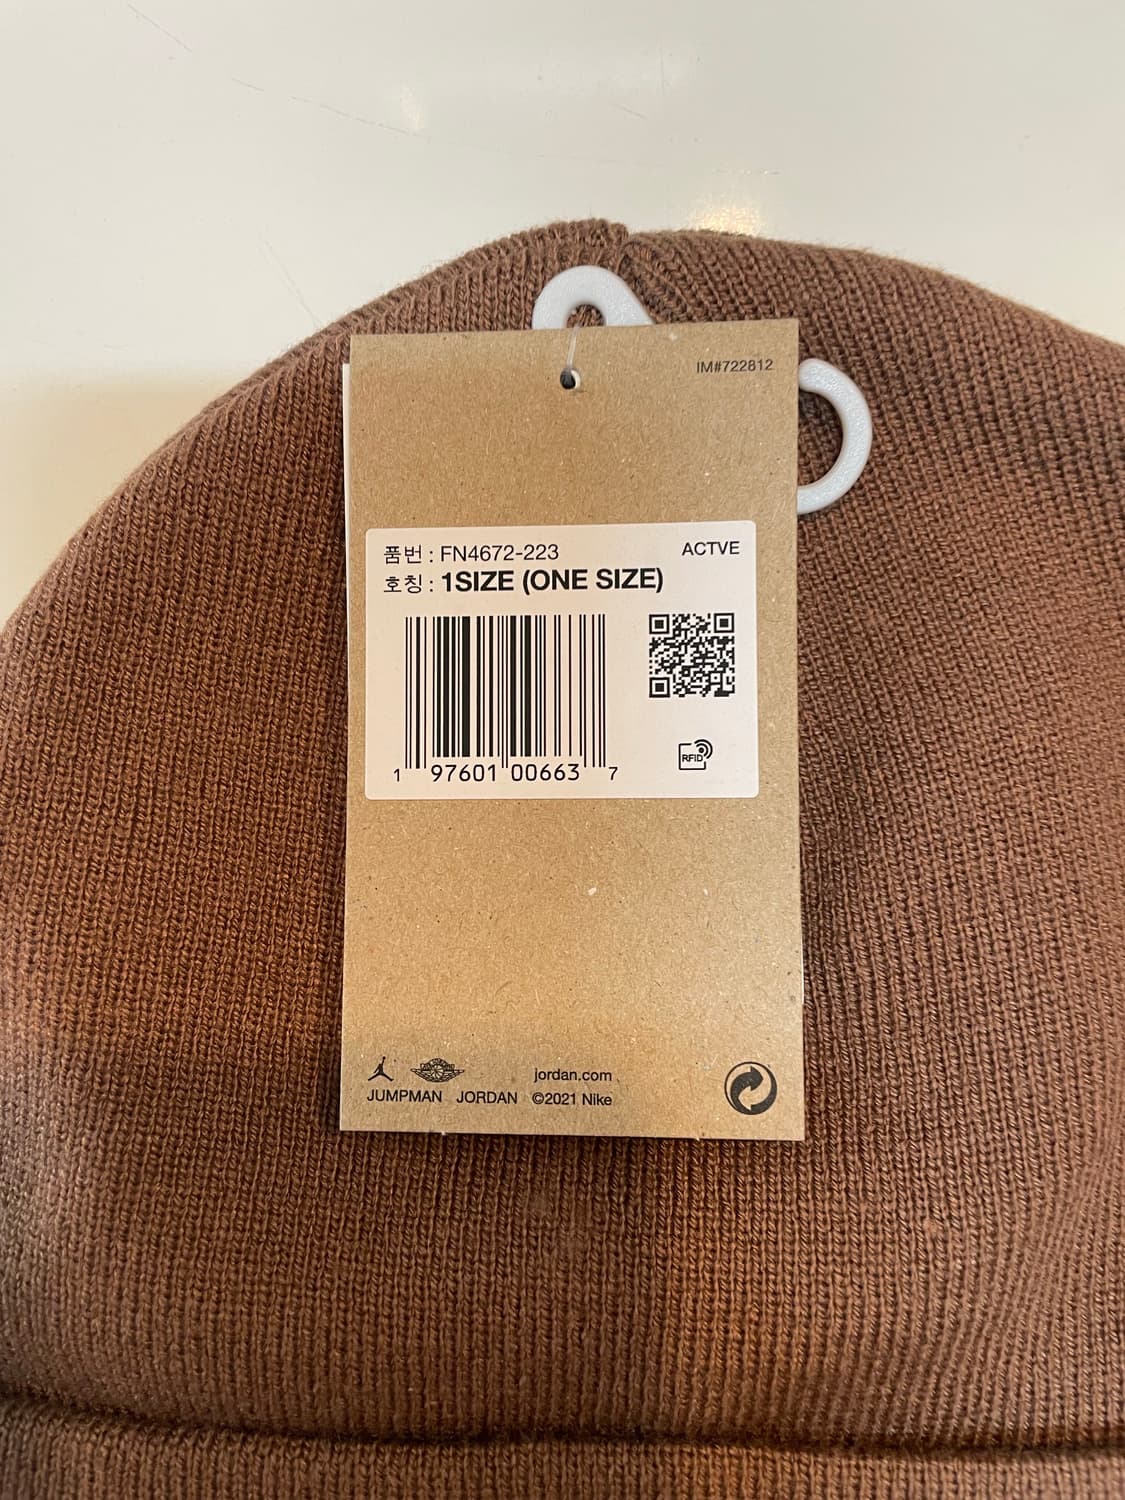 IM#722812
품번 : FN4672-223
ACTVE
호칭 : 1SIZE (ONE SIZE)
RFID
1 97601 00663 7
jordan.com
JUMPMAN JORDAN ©2021 Nike